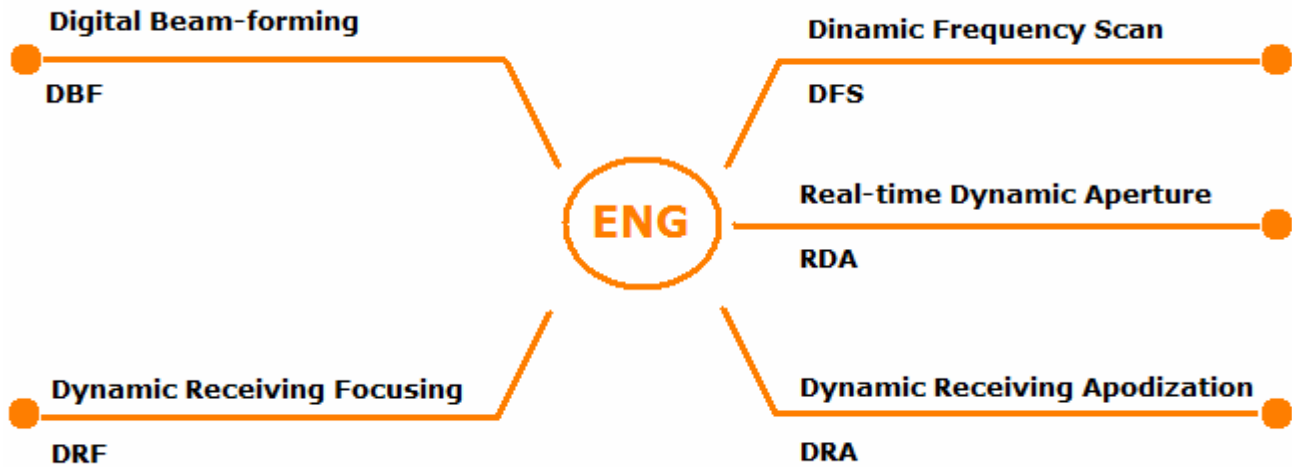 Digital Beam-forming
DBF
Dinamic Frequency Scan
DFS
ENG
Real-time Dynamic Aperture
RDA
Dynamic Receiving Focusing
DRF
Dynamic Receiving Apodization
DRA